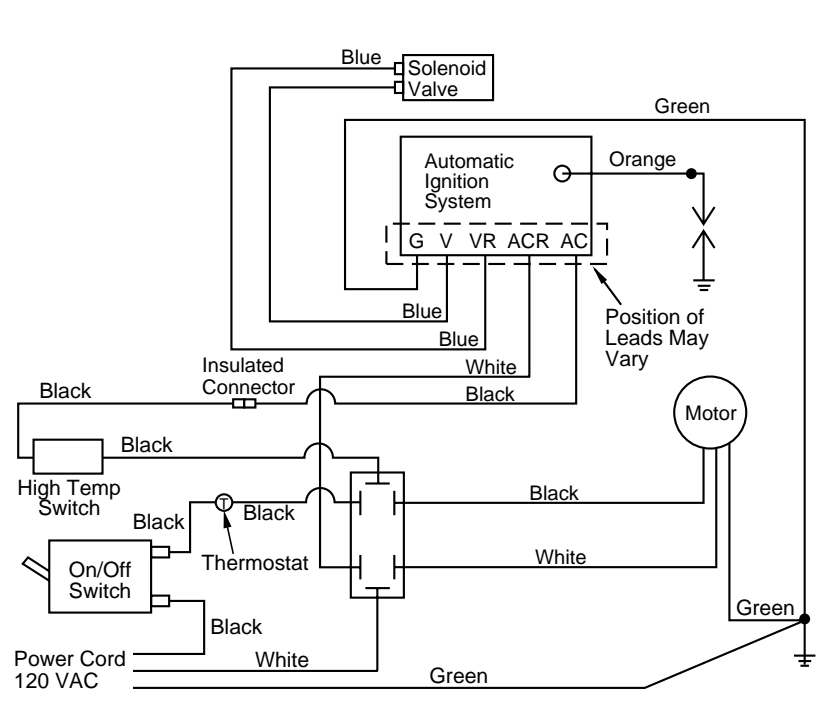 Blue
Solenoid
Valve
Green
Automatic
Ignition
System
Orange
G V VR ACR AC
Blue
Blue
Position of
Leads May
Vary
White
Insulated
Connector
Black
Black
Motor
Black
High Temp
Switch
Black
T
Black
Black
Thermostat
White
On/Off
Switch
Green
Black
Power Cord
120 VAC
White
Green